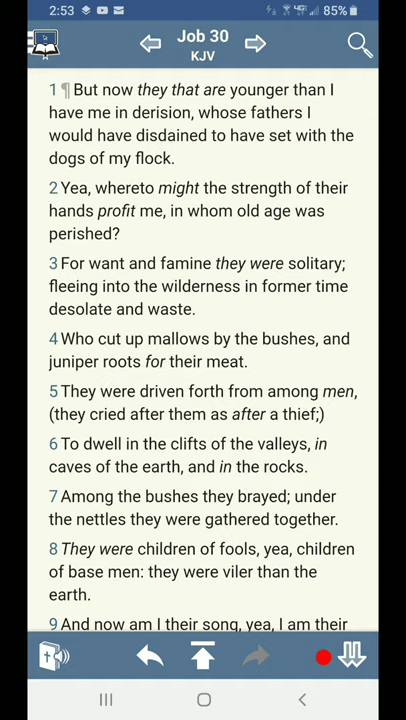 2:53
85%
Job 30
KJV
1 ¶ But now they that are younger than I
have me in derision, whose fathers I
would have disdained to have set with the
dogs of my flock.
2 Yea, whereto might the strength of their
hands profit me, in whom old age was
perished?
3 For want and famine they were solitary;
fleeing into the wilderness in former time
desolate and waste.
4 Who cut up mallows by the bushes, and
juniper roots for their meat.
5 They were driven forth from among men,
(they cried after them as after a thief;)
6 To dwell in the clifts of the valleys, in
caves of the earth, and in the rocks.
7 Among the bushes they brayed; under
the nettles they were gathered together.
8 They were children of fools, yea, children
of base men: they were viler than the
earth.
9 And now am I their song, yea, I am their